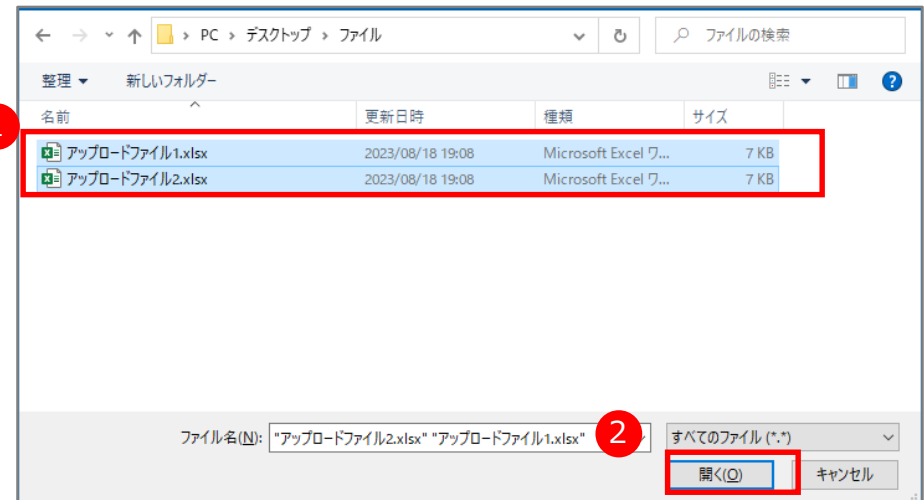 PC › デスクトップ › ファイル
ファイルの検索
整理 新しいフォルダー
名前 更新日時 種類 サイズ
アップロードファイル1.xlsx 2023/08/18 19:08 Microsoft Excel ワ... 7 KB
アップロードファイル2.xlsx 2023/08/18 19:08 Microsoft Excel ワ... 7 KB
ファイル名(N): "アップロードファイル2.xlsx" "アップロードファイル1.xlsx" 2 すべてのファイル (*.*)
開く(O) キャンセル